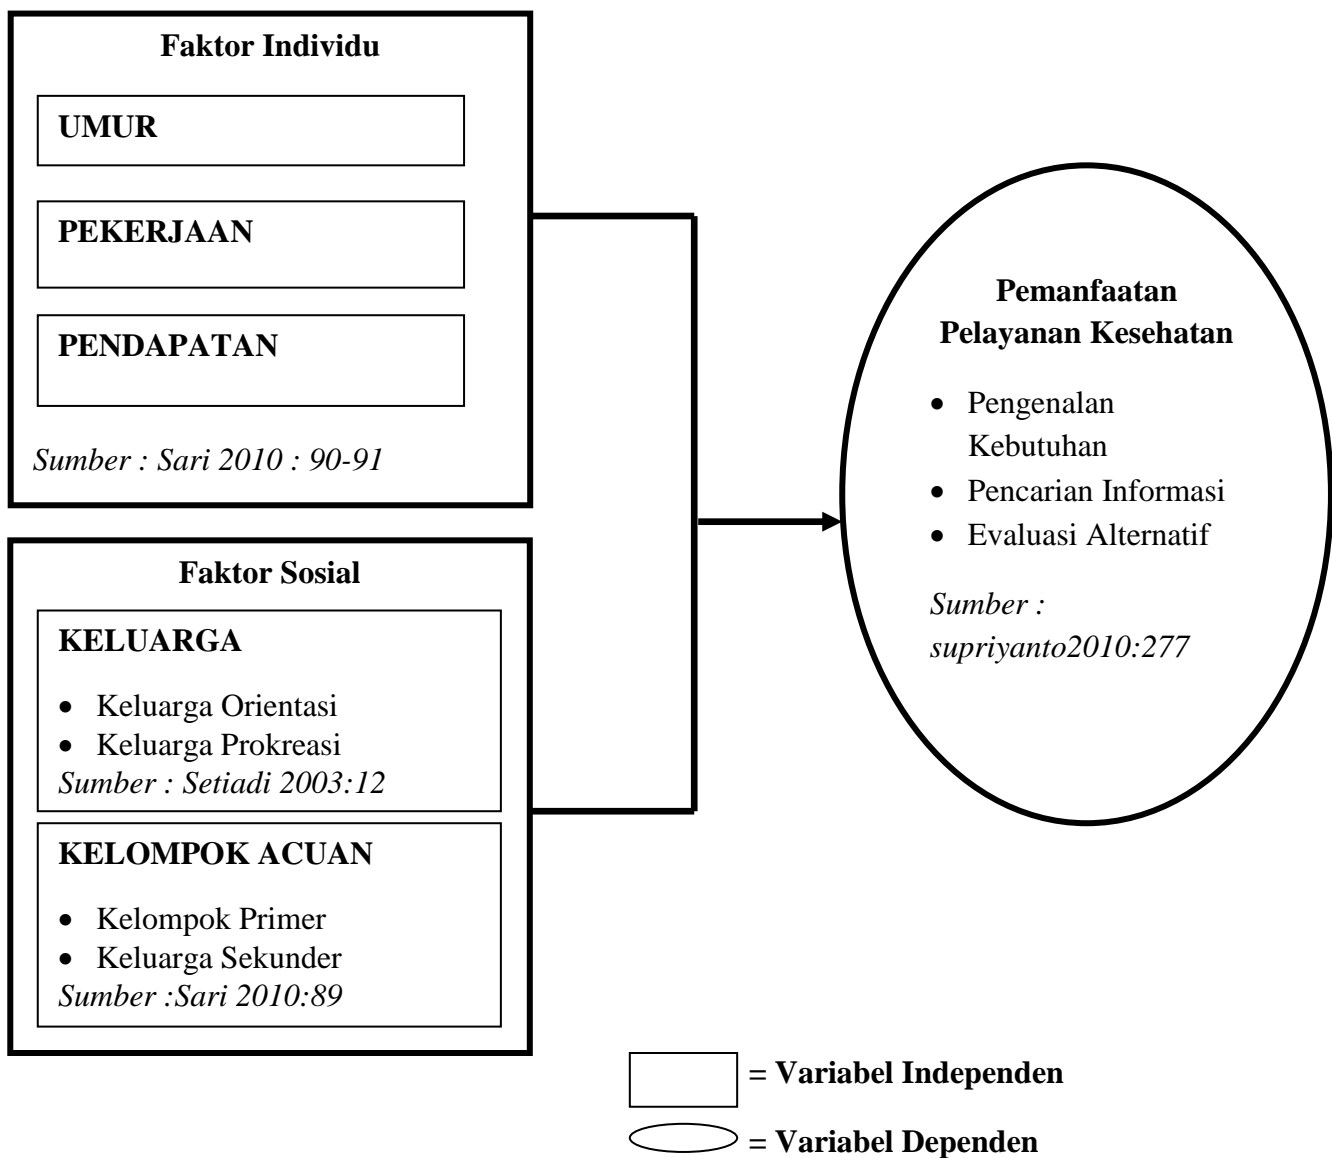 Faktor Individu
UMUR
PEKERJAAN
PENDAPATAN
Sumber : Sari 2010 : 90-91
Faktor Sosial
KELUARGA
• Keluarga Orientasi
• Keluarga Prokreasi
Sumber : Setiadi 2003:12
KELOMPOK ACUAN
• Kelompok Primer
• Keluarga Sekunder
Sumber :Sari 2010:89
Pemanfaatan
Pelayanan Kesehatan
• Pengenalan
Kebutuhan
• Pencarian Informasi
• Evaluasi Alternatif
Sumber :
supriyanto2010:277
= Variabel Independen
= Variabel Dependen